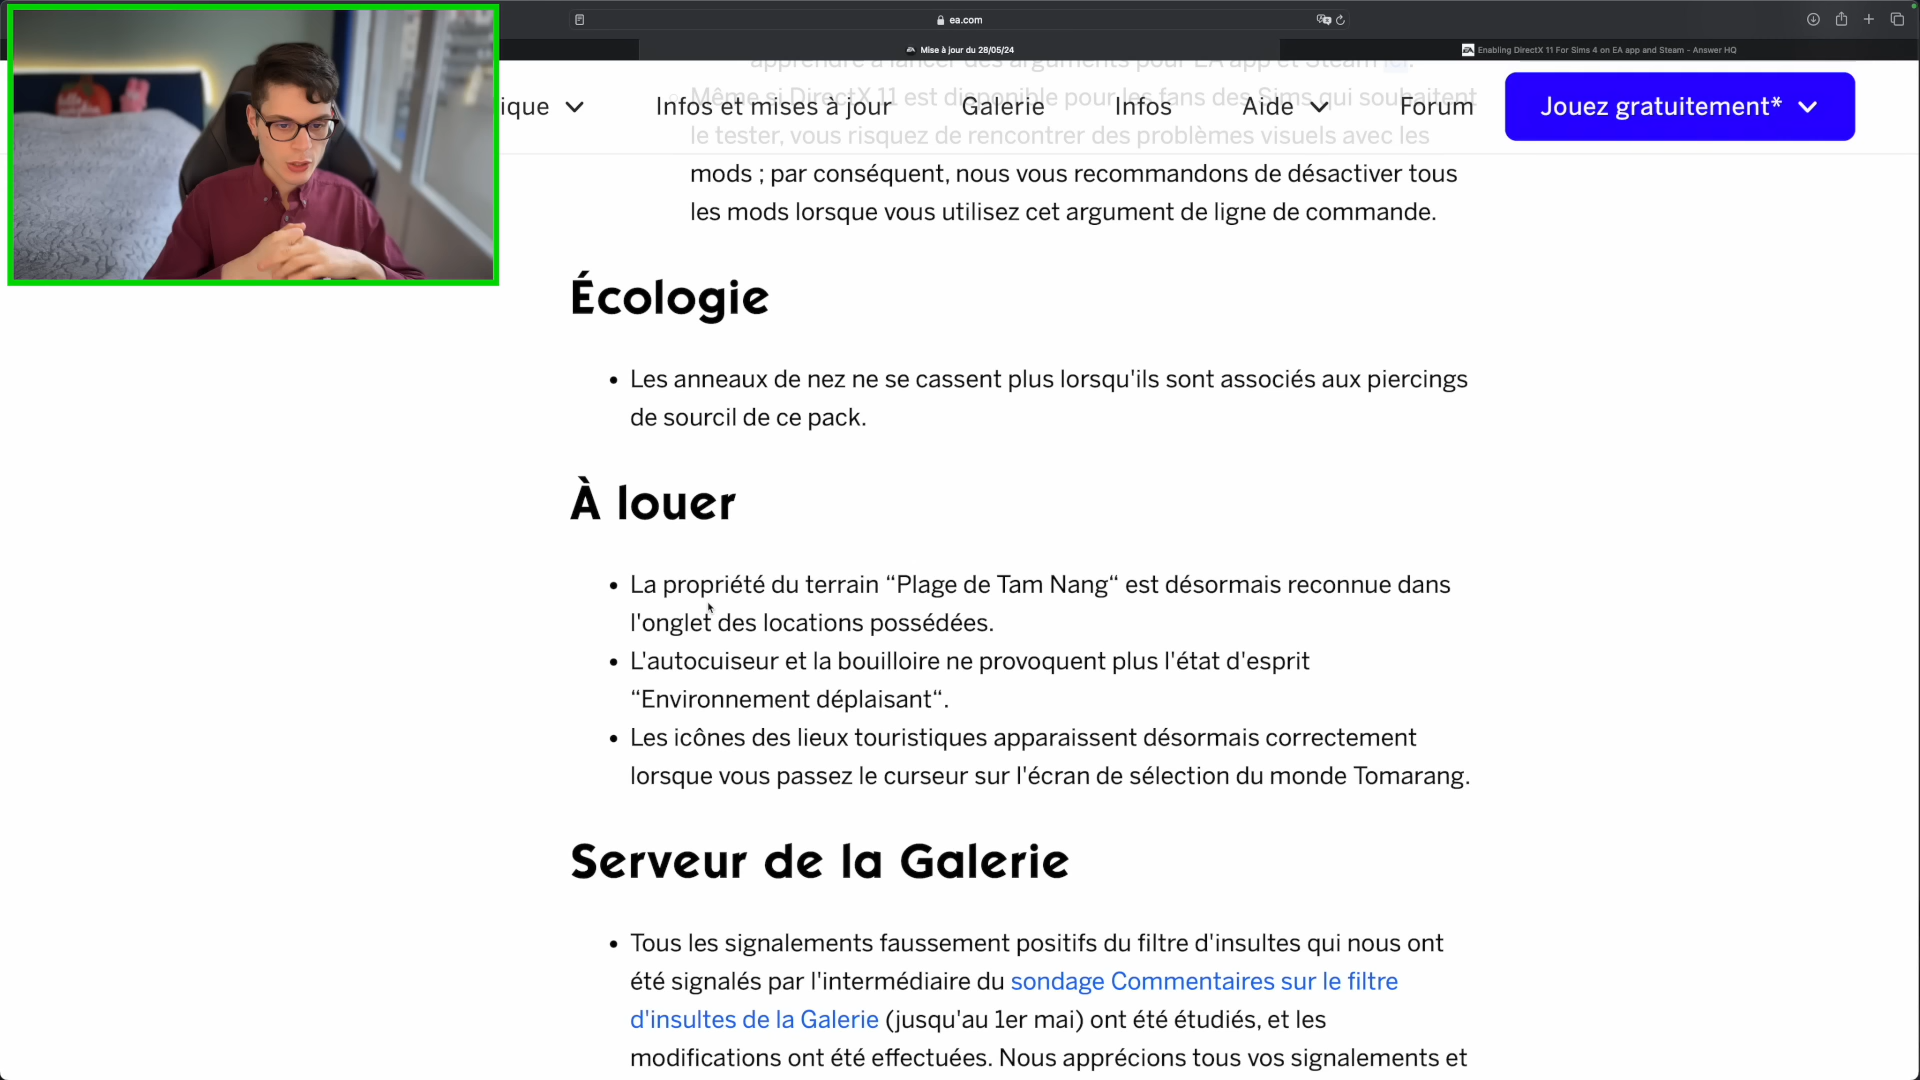 ea.com
Mise à jour du 28/05/24
Enabling DirectX 11 For Sims 4 on EA app and Steam - Answer HQ
apprendre à lancer des arguments pour EA app et Steam ici.
ique
Infos et mises à jour
Galerie
Infos
Aide
Forum
Jouez gratuitement*
Même si DirectX 11 est disponible pour les fans des Sims qui souhaitent
le tester, vous risquez de rencontrer des problèmes visuels avec les
mods ; par conséquent, nous vous recommandons de désactiver tous
les mods lorsque vous utilisez cet argument de ligne de commande.
Écologie
• Les anneaux de nez ne se cassent plus lorsqu'ils sont associés aux piercings
de sourcil de ce pack.
À louer
• La propriété du terrain “Plage de Tam Nang“ est désormais reconnue dans
l'onglet des locations possédées.
• L'autocuiseur et la bouilloire ne provoquent plus l'état d'esprit
“Environnement déplaisant“.
• Les icônes des lieux touristiques apparaissent désormais correctement
lorsque vous passez le curseur sur l'écran de sélection du monde Tomarang.
Serveur de la Galerie
• Tous les signalements faussement positifs du filtre d'insultes qui nous ont
été signalés par l'intermédiaire du sondage Commentaires sur le filtre
d'insultes de la Galerie (jusqu'au 1er mai) ont été étudiés, et les
modifications ont été effectuées. Nous apprécions tous vos signalements et